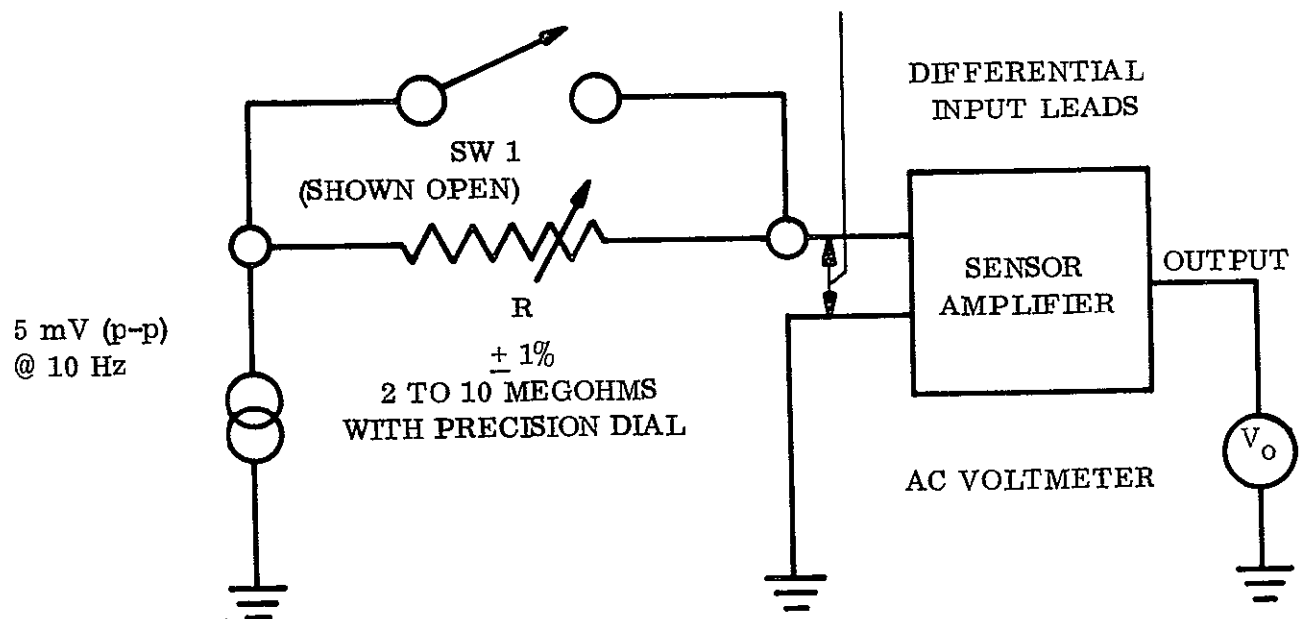 DIFFERENTIAL
INPUT LEADS
SW 1
(SHOWN OPEN)
5 mV (p-p)
@ 10 Hz
R
± 1%
2 TO 10 MEGOHMS
WITH PRECISION DIAL
SENSOR
AMPLIFIER
OUTPUT
Vo
AC VOLTMETER